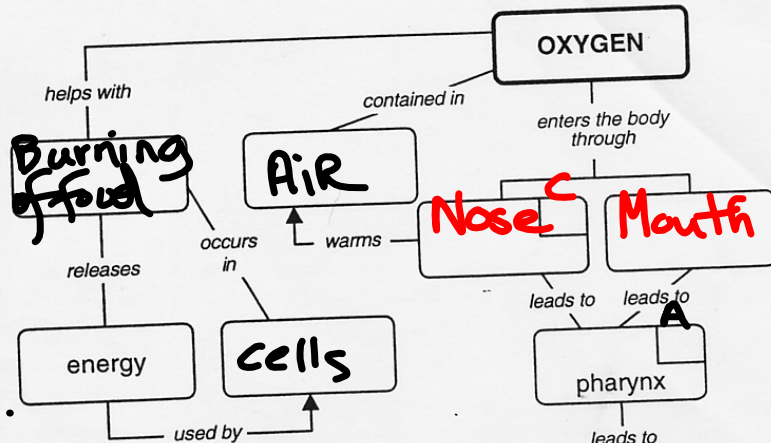 OXYGEN
helps with
contained in
enters the body
through
Burning
of food
AiR
Nose
C
Mouth
occurs
in
warms
releases
leads to
leads to
A
energy
cells
pharynx
used by
leads to